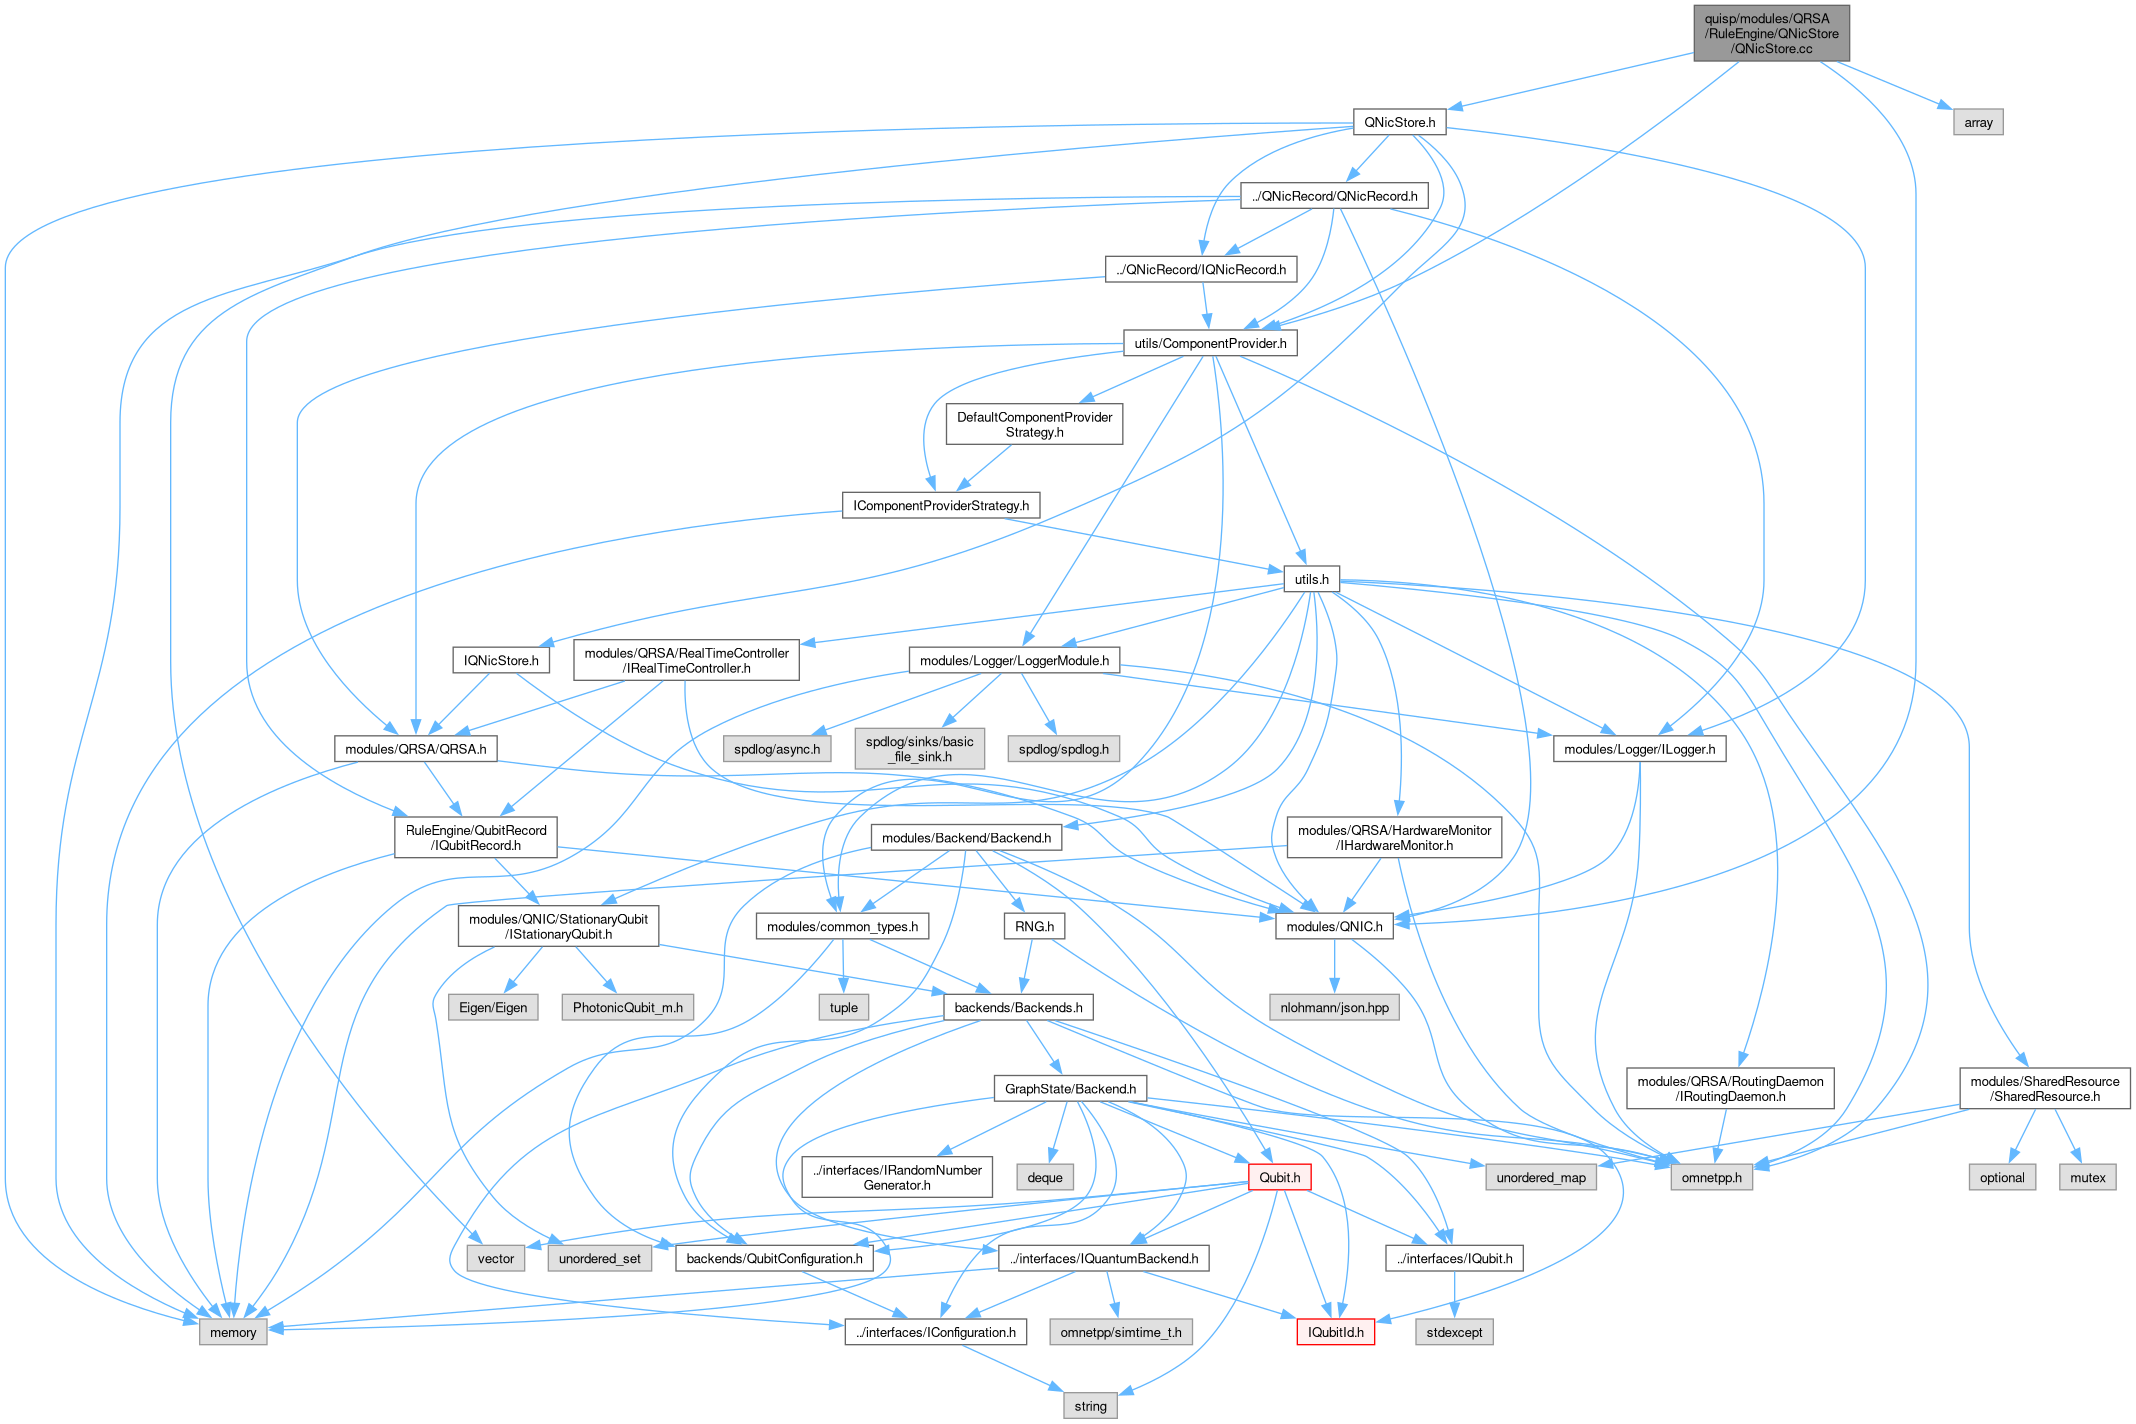 quisp/modules/QRSA
/RuleEngine/QNicStore
/QNicStore.cc
QNicStore.h
array
../QNicRecord/QNicRecord.h
../QNicRecord/IQNicRecord.h
utils/ComponentProvider.h
DefaultComponentProvider
Strategy.h
IComponentProviderStrategy.h
utils.h
IQNicStore.h
modules/QRSA/RealTimeController
/IRealTimeController.h
modules/Logger/LoggerModule.h
modules/QRSA/QRSA.h
spdlog/async.h
spdlog/sinks/basic
_file_sink.h
spdlog/spdlog.h
modules/Logger/ILogger.h
RuleEngine/QubitRecord
/IQubitRecord.h
modules/Backend/Backend.h
modules/QRSA/HardwareMonitor
/IHardwareMonitor.h
modules/QNIC/StationaryQubit
/IStationaryQubit.h
modules/common_types.h
RNG.h
modules/QNIC.h
Eigen/Eigen
PhotonicQubit_m.h
tuple
backends/Backends.h
nlohmann/json.hpp
GraphState/Backend.h
modules/QRSA/RoutingDaemon
/IRoutingDaemon.h
modules/SharedResource
/SharedResource.h
../interfaces/IRandomNumber
Generator.h
deque
Qubit.h
unordered_map
omnetpp.h
optional
mutex
vector
unordered_set
backends/QubitConfiguration.h
../interfaces/IQuantumBackend.h
../interfaces/IQubit.h
memory
../interfaces/IConfiguration.h
omnetpp/simtime_t.h
IQubitId.h
stdexcept
string